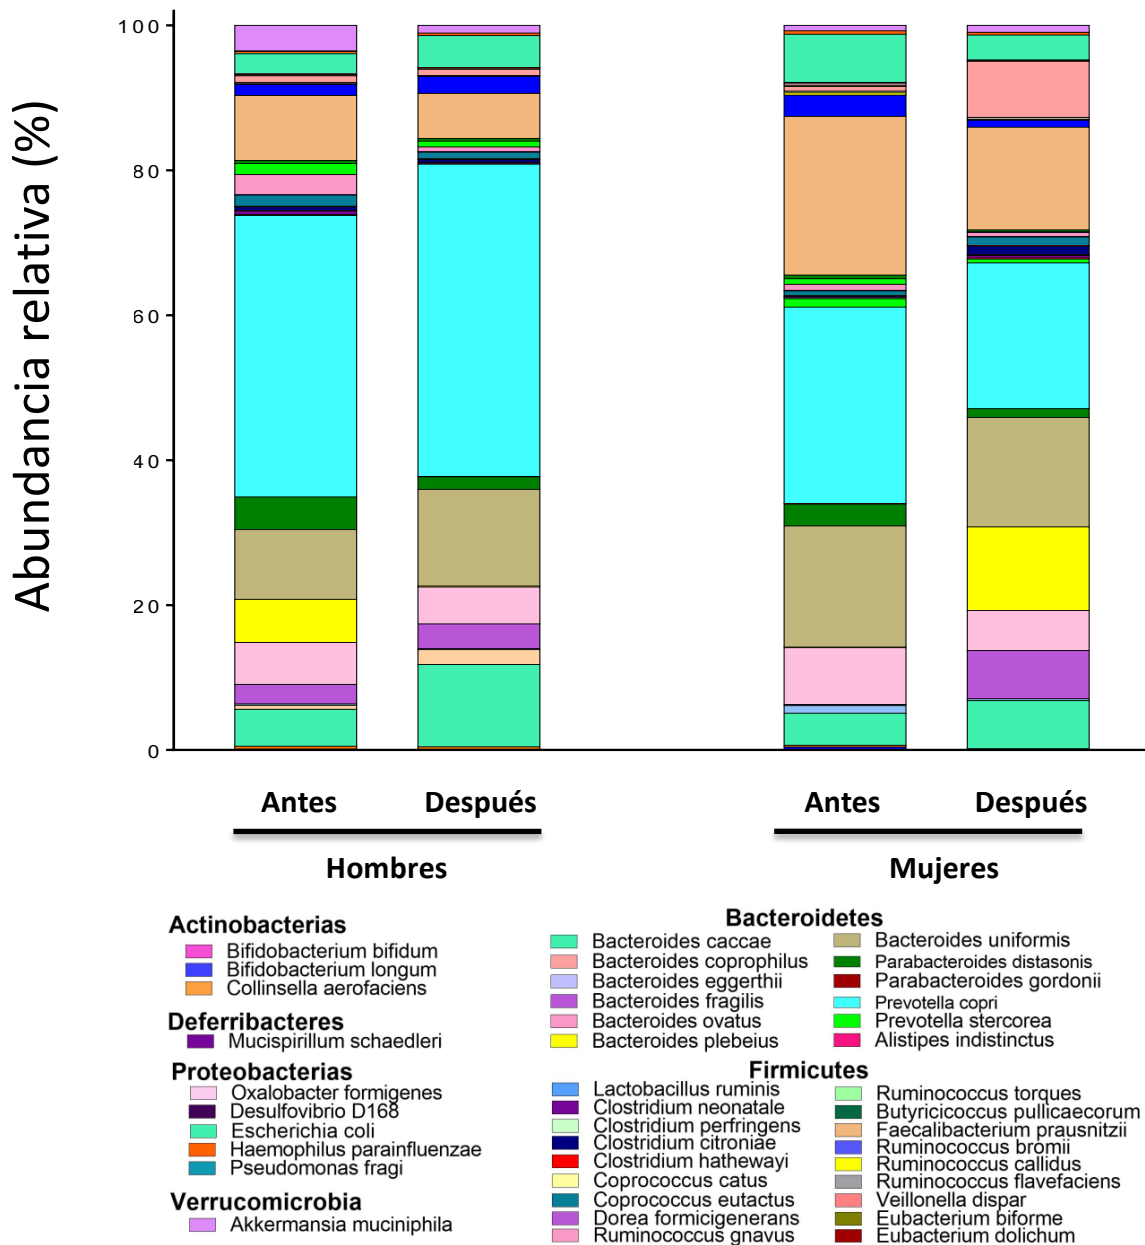 Abundancia relativa (%)
100
80
60
40
20
0
Antes Después Antes Después
Hombres Mujeres
Actinobacterias
Bifidobacterium bifidum
Bifidobacterium longum
Collinsella aerofaciens
Deferribacteres
Mucispirillum schaedleri
Proteobacterias
Oxalobacter formigenes
Desulfovibrio D168
Escherichia coli
Haemophilus parainfluenzae
Pseudomonas fragi
Verrucomicrobia
Akkermansia muciniphila
Bacteroidetes
Bacteroides caccae
Bacteroides coprophilus
Bacteroides eggerthii
Bacteroides fragilis
Bacteroides ovatus
Bacteroides plebeius
Bacteroides uniformis
Parabacteroides distasonis
Parabacteroides gordonii
Prevotella copri
Prevotella stercorea
Alistipes indistinctus
Firmicutes
Lactobacillus ruminis
Clostridium neonatale
Clostridium perfringens
Clostridium citroniae
Clostridium hathewayi
Coprococcus catus
Coprococcus eutactus
Dorea formicigenerans
Ruminococcus gnavus
Ruminococcus torques
Butyricicoccus pullicaecorum
Faecalibacterium prausnitzii
Ruminococcus bromii
Ruminococcus callidus
Ruminococcus flavefaciens
Veillonella dispar
Eubacterium biforme
Eubacterium dolichum